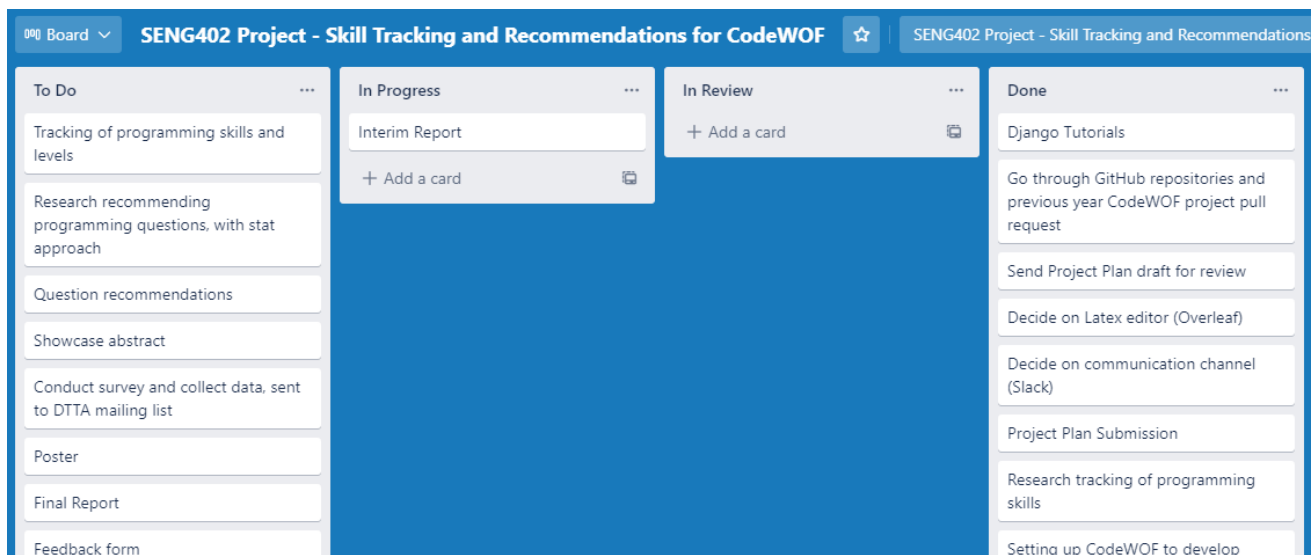 Board
SENG402 Project - Skill Tracking and Recommendations for CodeWOF
SENG402 Project - Skill Tracking and Recommendations
To Do
Tracking of programming skills and
levels
Research recommending
programming questions, with stat
approach
Question recommendations
Showcase abstract
Conduct survey and collect data, sent
to DTTA mailing list
Poster
Final Report
Feedback form
In Progress
Interim Report
+ Add a card
In Review
+ Add a card
Done
Django Tutorials
Go through GitHub repositories and
previous year CodeWOF project pull
request
Send Project Plan draft for review
Decide on Latex editor (Overleaf)
Decide on communication channel
(Slack)
Project Plan Submission
Research tracking of programming
skills
Setting up CodeWOF to develop